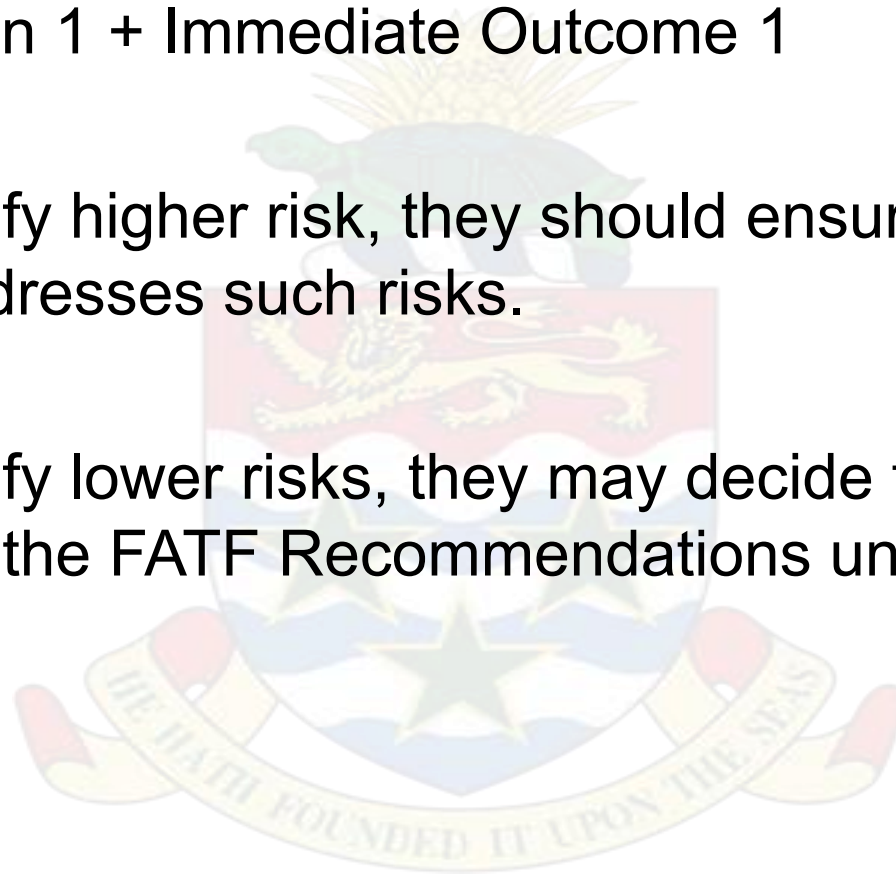 n 1 + Immediate Outcome 1
fy higher risk, they should ensur
dresses such risks.
fy lower risks, they may decide t
the FATF Recommendations un
HE HATH FOUNDED IT UPON THE SEAS